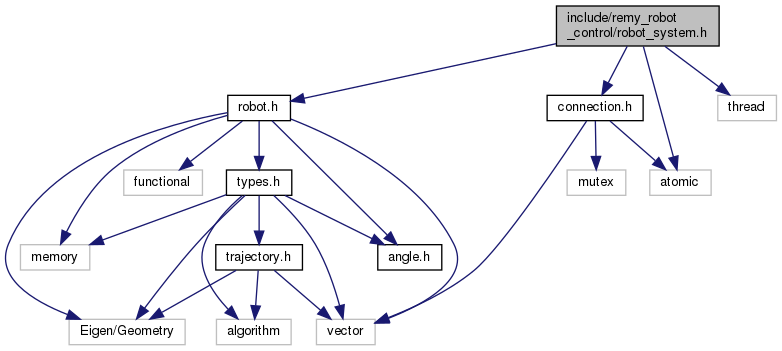 include/remy_robot
_control/robot_system.h
robot.h
connection.h
thread
functional
types.h
mutex
atomic
memory
trajectory.h
angle.h
Eigen/Geometry
algorithm
vector